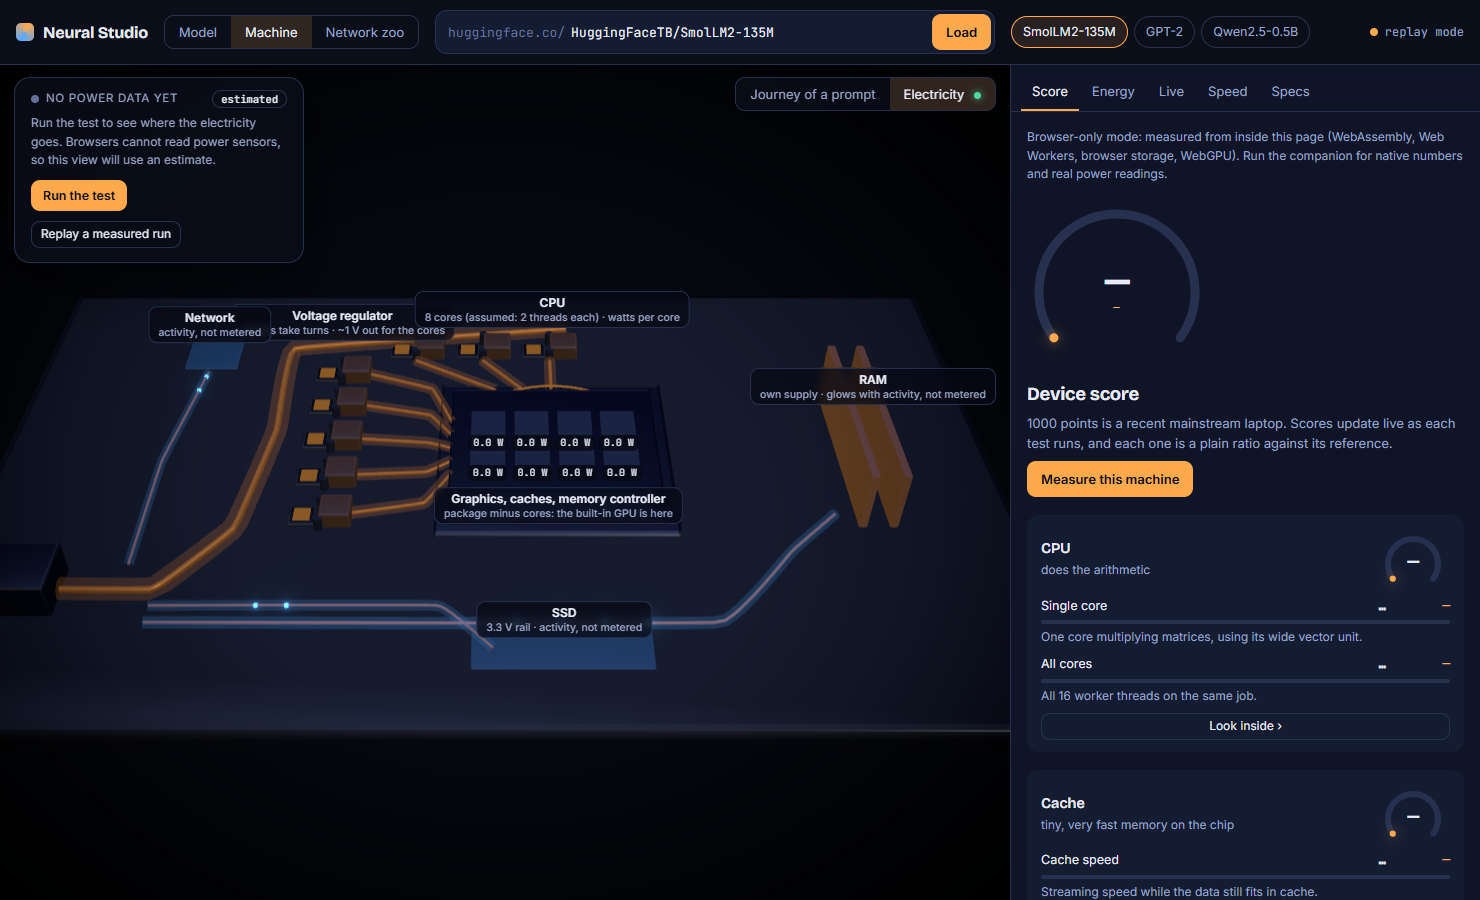 Neural Studio
Model
Machine
Network zoo
huggingface.co/ HuggingFaceTB/SmolLM2-135M
Load
SmolLM2-135M
GPT-2
Qwen2.5-0.5B
replay mode
NO POWER DATA YET
estimated
Run the test to see where the electricity
goes. Browsers cannot read power sensors,
so this view will use an estimate.
Run the test
Replay a measured run
Journey of a prompt
Electricity
Network
activity, not metered
Voltage regulator
s take turns · ~1 V out for the cores
CPU
8 cores (assumed: 2 threads each) · watts per core
RAM
own supply · glows with activity, not metered
0.0 W 0.0 W 0.0 W 0.0 W
0.0 W 0.0 W 0.0 W 0.0 W
Graphics, caches, memory controller
package minus cores: the built-in GPU is here
SSD
3.3 V rail · activity, not metered
Score
Energy
Live
Speed
Specs
Browser-only mode: measured from inside this page (WebAssembly, Web
Workers, browser storage, WebGPU). Run the companion for native numbers
and real power readings.
–
–
Device score
1000 points is a recent mainstream laptop. Scores update live as each
test runs, and each one is a plain ratio against its reference.
Measure this machine
CPU
does the arithmetic
–
Single core
… –
One core multiplying matrices, using its wide vector unit.
All cores
… –
All 16 worker threads on the same job.
Look inside ›
Cache
tiny, very fast memory on the chip
–
Cache speed
… –
Streaming speed while the data still fits in cache.